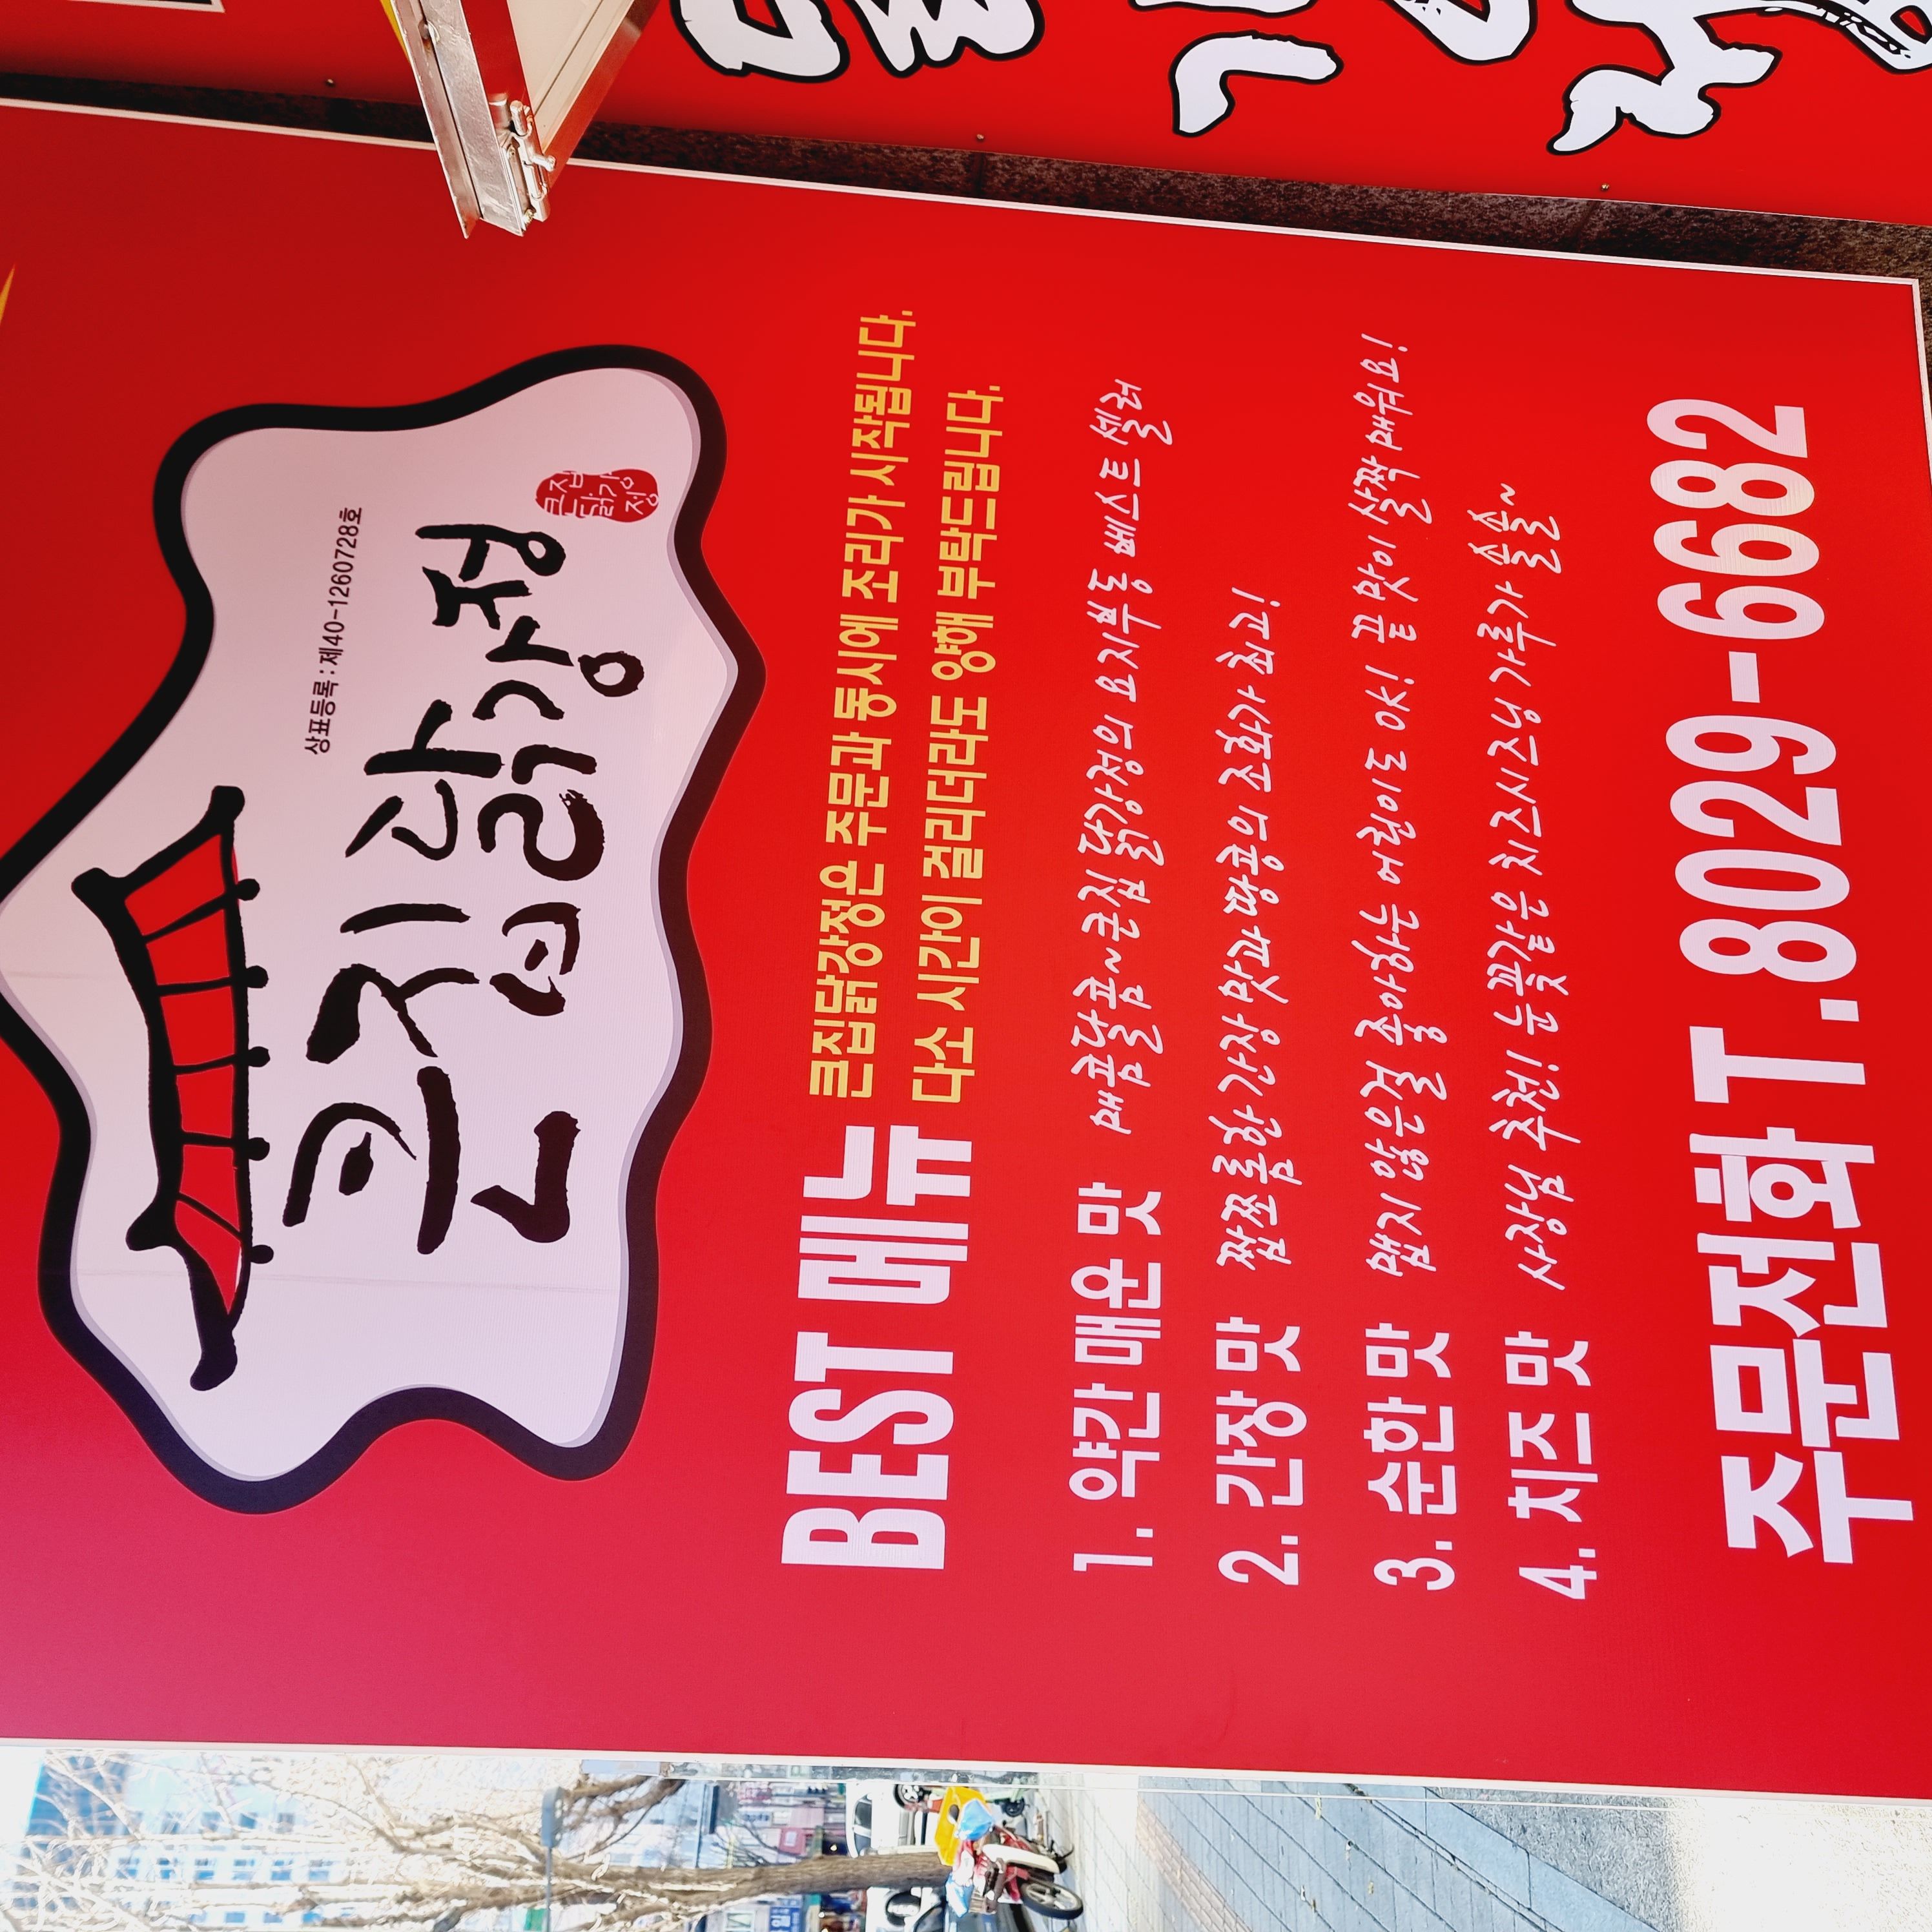 상표등록 : 제40-1260728호
큰집닭강정
큰집
닭강
정
BEST 메뉴
큰집닭강정은 주문과 동시에 조리가 시작됩니다.
다소 시간이 걸리더라도 양해 부탁드립니다.
1. 약간 매운 맛 매콤달콤~큰집닭강정의 요지부동 베스트 셀러
2. 간장 맛 짬쪼롬한 간장 맛과 땅콩의 조화가 최고!
3. 순한 맛 맵지 않은걸 좋아하는 어린이도 OK! 끝 맛이 살짝 매워요!
4. 치즈 맛 사장님 추천! 눈꽃같은 치즈시즈닝 가루가 솔솔~
주문전화 T.8029-6682